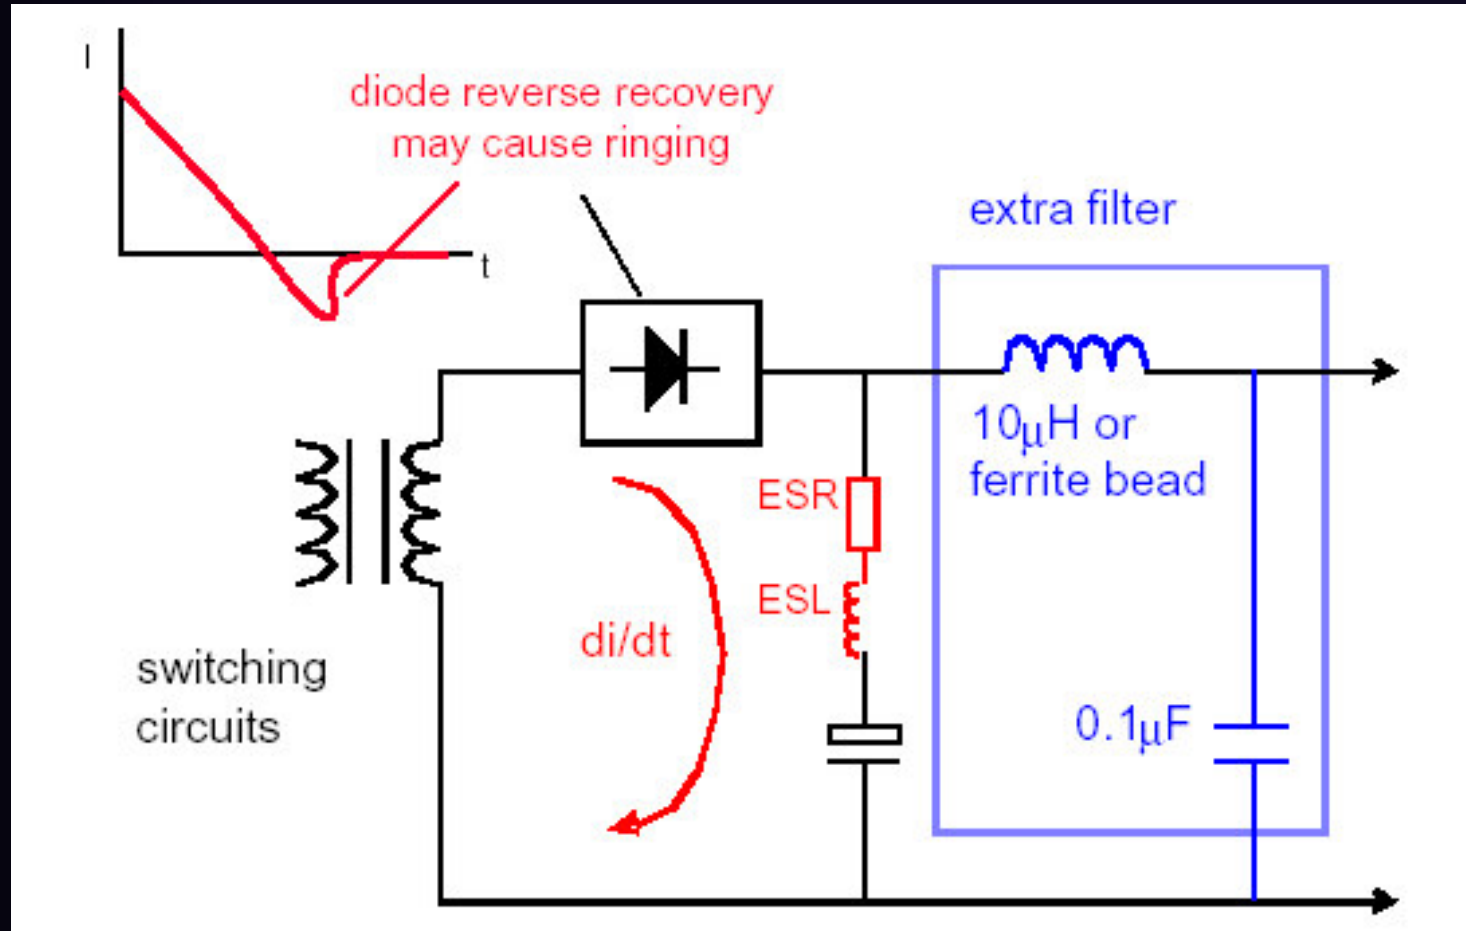 I
diode reverse recovery
may cause ringing
t
extra filter
10μH or
ferrite bead
ESR
ESL
di/dt
switching
circuits
0.1μF